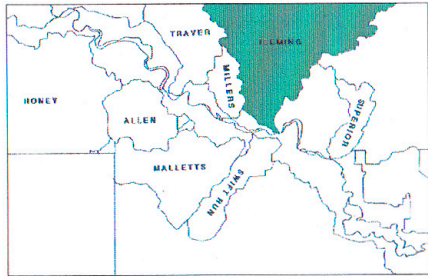 TRAVER
FLEMING
MILLERS
HONEY
ALLEN
SUPERIOR
MALLETTS
SWIFT RUN